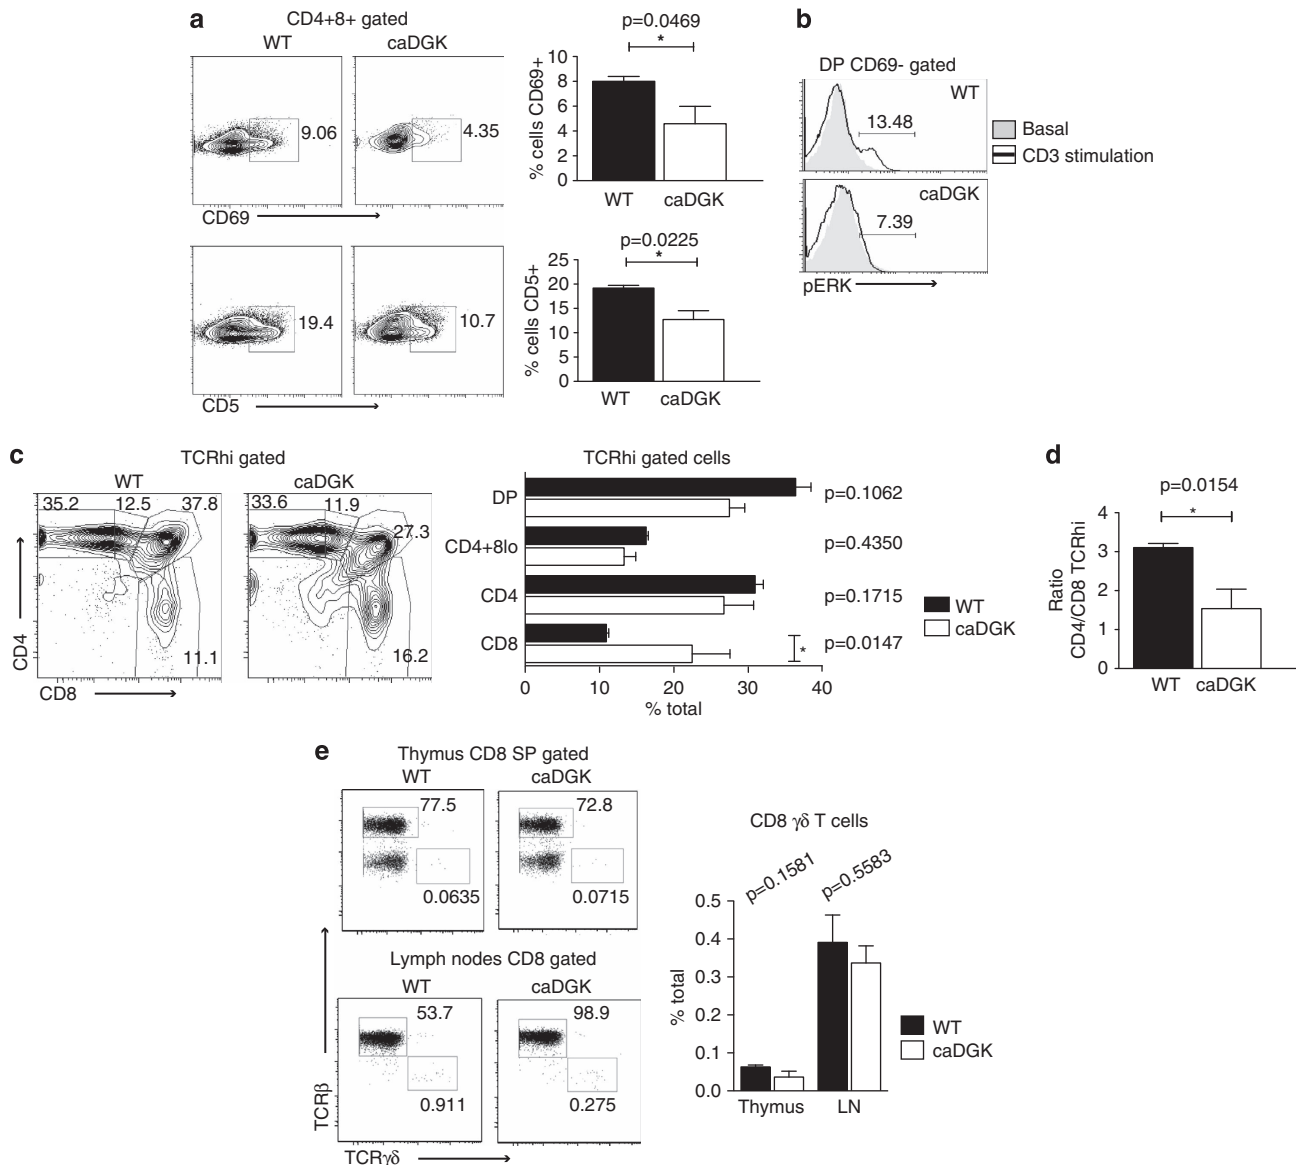 a
CD4+8+ gated
WT
caDGK
9.06
4.35
CD69
p=0.0469
*
% cells CD69+
10
8
6
4
2
0
WT
caDGK
19.4
10.7
CD5
p=0.0225
*
% cells CD5+
25
20
15
10
5
0
WT
caDGK
b
DP CD69- gated
WT
13.48
caDGK
7.39
pERK
Basal
CD3 stimulation
c
TCRhi gated
WT
caDGK
35.2
12.5
37.8
11.1
33.6
11.9
27.3
16.2
CD4
CD8
TCRhi gated cells
DP
p=0.1062
CD4+8lo
p=0.4350
CD4
p=0.1715
CD8
* p=0.0147
0 10 20 30 40
% total
WT
caDGK
d
p=0.0154
*
Ratio
CD4/CD8 TCRhi
4
3
2
1
0
WT
caDGK
e
Thymus CD8 SP gated
WT
caDGK
77.5
72.8
0.0635
0.0715
Lymph nodes CD8 gated
WT
caDGK
53.7
98.9
0.911
0.275
TCRβ
TCRγδ
CD8 γδ T cells
p=0.1581
p=0.5583
% total
0.5
0.4
0.3
0.2
0.1
0.0
Thymus
LN
WT
caDGK